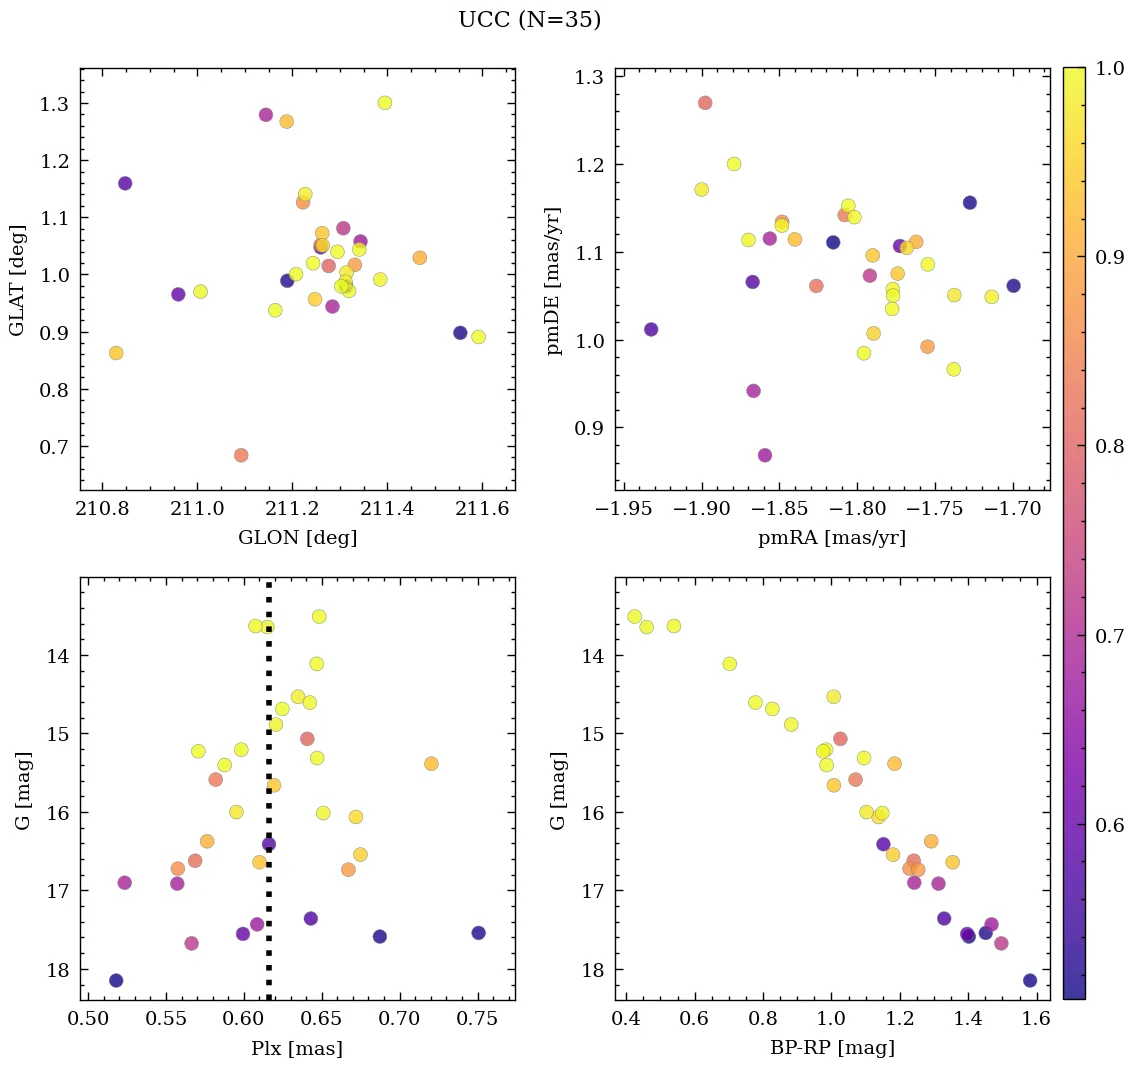 UCC (N=35)
1.3
1.2
1.1
1.0
0.9
0.8
0.7
GLAT [deg]
210.8 211.0 211.2 211.4 211.6
GLON [deg]
1.3
1.2
1.1
1.0
0.9
pmDE [mas/yr]
−1.95 −1.90 −1.85 −1.80 −1.75 −1.70
pmRA [mas/yr]
1.0
0.9
0.8
0.7
0.6
14
15
16
17
18
G [mag]
0.50 0.55 0.60 0.65 0.70 0.75
Plx [mas]
14
15
16
17
18
G [mag]
0.4 0.6 0.8 1.0 1.2 1.4 1.6
BP-RP [mag]